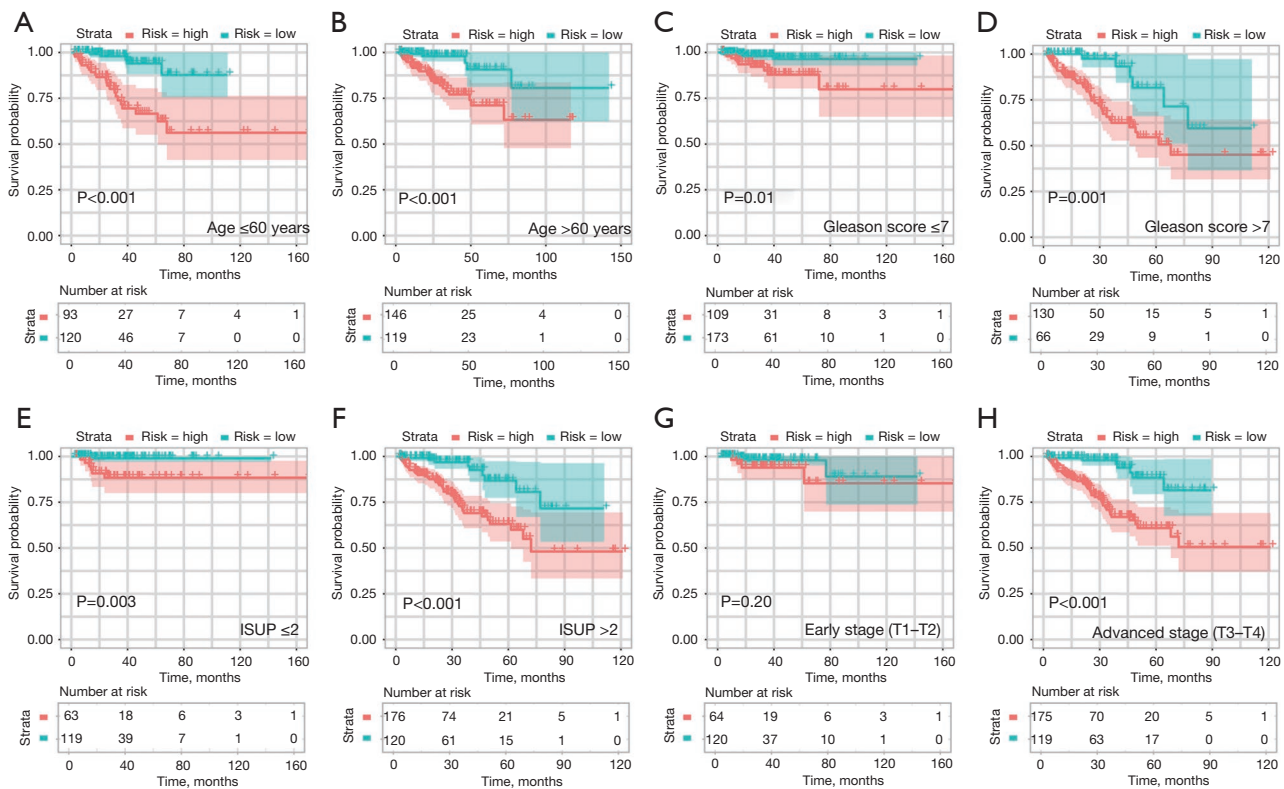 A
Strata Risk = high Risk = low
1.00
0.75
0.50
0.25
0.00
Survival probability
P<0.001
Age ≤60 years
0 40 80 120 160
Time, months
Number at risk
Strata
93 27 7 4 1
120 46 7 0 0
0 40 80 120 160
Time, months
B
Strata Risk = high Risk = low
1.00
0.75
0.50
0.25
0.00
Survival probability
P<0.001
Age >60 years
0 50 100 150
Time, months
Number at risk
Strata
146 25 4 0
119 23 1 0
0 50 100 150
Time, months
C
Strata Risk = high Risk = low
1.00
0.75
0.50
0.25
0.00
Survival probability
P=0.01
Gleason score ≤7
0 40 80 120 160
Time, months
Number at risk
Strata
109 31 8 3 1
173 61 10 1 0
0 40 80 120 160
Time, months
D
Strata Risk = high Risk = low
1.00
0.75
0.50
0.25
0.00
Survival probability
P=0.001
Gleason score >7
0 30 60 90 120
Time, months
Number at risk
Strata
130 50 15 5 1
66 29 9 1 0
0 30 60 90 120
Time, months
E
Strata Risk = high Risk = low
1.00
0.75
0.50
0.25
0.00
Survival probability
P=0.003
ISUP ≤2
0 40 80 120 160
Time, months
Number at risk
Strata
63 18 6 3 1
119 39 7 1 0
0 40 80 120 160
Time, months
F
Strata Risk = high Risk = low
1.00
0.75
0.50
0.25
0.00
Survival probability
P<0.001
ISUP >2
0 30 60 90 120
Time, months
Number at risk
Strata
176 74 21 5 1
120 61 15 1 0
0 30 60 90 120
Time, months
G
Strata Risk = high Risk = low
1.00
0.75
0.50
0.25
0.00
Survival probability
P=0.20
Early stage (T1–T2)
0 40 80 120 160
Time, months
Number at risk
Strata
64 19 6 3 1
120 37 10 1 0
0 40 80 120 160
Time, months
H
Strata Risk = high Risk = low
1.00
0.75
0.50
0.25
0.00
Survival probability
P<0.001
Advanced stage (T3–T4)
0 30 60 90 120
Time, months
Number at risk
Strata
175 70 20 5 1
119 63 17 0 0
0 30 60 90 120
Time, months